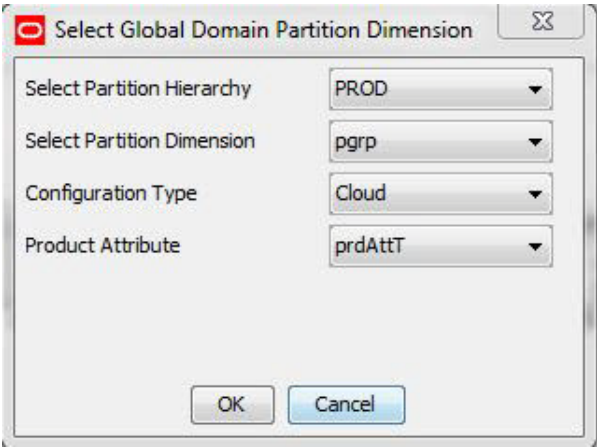 Select Global Domain Partition Dimension
Select Partition Hierarchy PROD
Select Partition Dimension pgrp
Configuration Type Cloud
Product Attribute prdAttT
OK Cancel